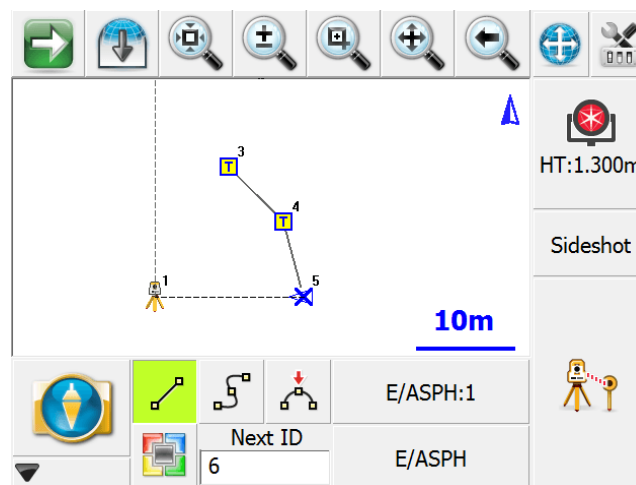 3
HT:1.300m
T
4
T
Sideshot
1
5
10m
E/ASPH:1
Next ID
6
E/ASPH